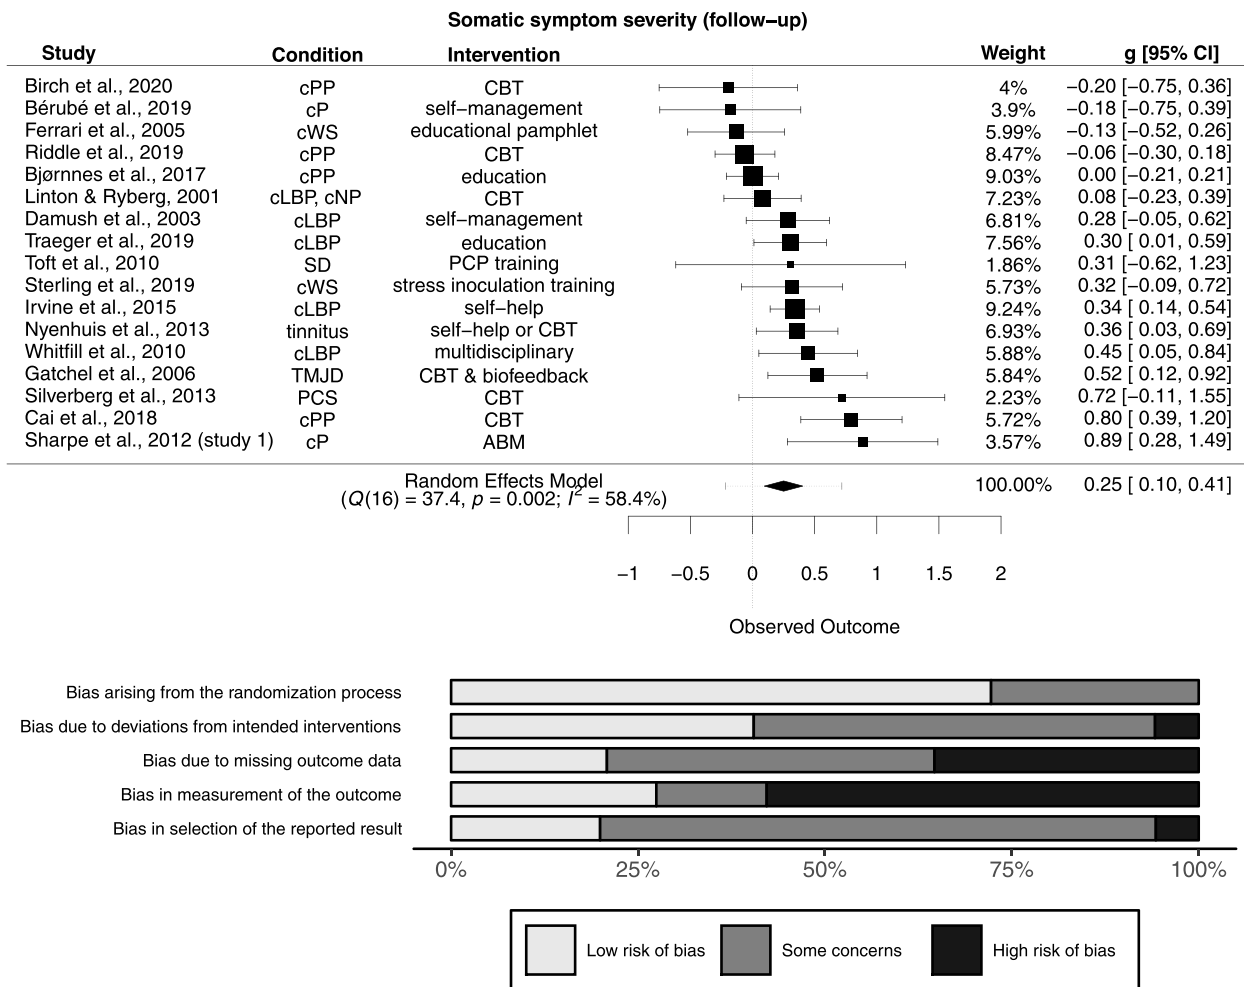 Somatic symptom severity (follow−up)
Study Condition Intervention Weight g [95% CI]
Birch et al., 2020 cPP CBT 4% −0.20 [−0.75, 0.36]
Bérubé et al., 2019 cP self−management 3.9% −0.18 [−0.75, 0.39]
Ferrari et al., 2005 cWS educational pamphlet 5.99% −0.13 [−0.52, 0.26]
Riddle et al., 2019 cPP CBT 8.47% −0.06 [−0.30, 0.18]
Bjørnnes et al., 2017 cPP education 9.03% 0.00 [−0.21, 0.21]
Linton & Ryberg, 2001 cLBP, cNP CBT 7.23% 0.08 [−0.23, 0.39]
Damush et al., 2003 cLBP self−management 6.81% 0.28 [−0.05, 0.62]
Traeger et al., 2019 cLBP education 7.56% 0.30 [ 0.01, 0.59]
Toft et al., 2010 SD PCP training 1.86% 0.31 [−0.62, 1.23]
Sterling et al., 2019 cWS stress inoculation training 5.73% 0.32 [−0.09, 0.72]
Irvine et al., 2015 cLBP self−help 9.24% 0.34 [ 0.14, 0.54]
Nyenhuis et al., 2013 tinnitus self−help or CBT 6.93% 0.36 [ 0.03, 0.69]
Whitfill et al., 2010 cLBP multidisciplinary 5.88% 0.45 [ 0.05, 0.84]
Gatchel et al., 2006 TMJD CBT & biofeedback 5.84% 0.52 [ 0.12, 0.92]
Silverberg et al., 2013 PCS CBT 2.23% 0.72 [−0.11, 1.55]
Cai et al., 2018 cPP CBT 5.72% 0.80 [ 0.39, 1.20]
Sharpe et al., 2012 (study 1) cP ABM 3.57% 0.89 [ 0.28, 1.49]
Random Effects Model 100.00% 0.25 [ 0.10, 0.41]
(Q(16) = 37.4, p = 0.002; I² = 58.4%)
−1 −0.5 0 0.5 1 1.5 2
Observed Outcome
Bias arising from the randomization process
Bias due to deviations from intended interventions
Bias due to missing outcome data
Bias in measurement of the outcome
Bias in selection of the reported result
0% 25% 50% 75% 100%
Low risk of bias Some concerns High risk of bias